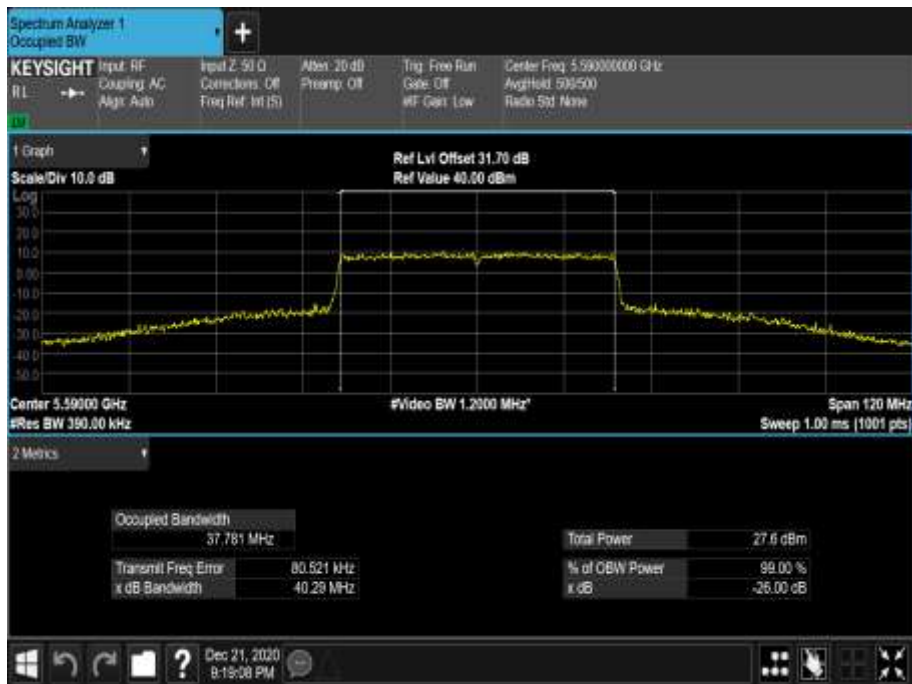 Spectrum Analyzer 1
Occupied BW
+
KEYSIGHT Input: RF Input Z: 50 Ω Atten: 20 dB Trig: Free Run Center Freq: 5.590000000 GHz
RL Coupling: AC Corrections: Off Preamp: Off Gate: Off Avg|Hold: 500/500
Align: Auto Freq Ref: Int (S) #IF Gain: Low Radio Std: None
1 Graph
Ref Lvl Offset 31.70 dB
Scale/Div 10.0 dB Ref Value 40.00 dBm
Log
30.0
20.0
10.0
0.00
-10.0
-20.0
-30.0
-40.0
-50.0
Center 5.59000 GHz #Video BW 1.2000 MHz* Span 120 MHz
#Res BW 390.00 kHz Sweep 1.00 ms (1001 pts)
2 Metrics
Occupied Bandwidth
37.781 MHz Total Power 27.6 dBm
Transmit Freq Error 80.521 kHz % of OBW Power 99.00 %
x dB Bandwidth 40.29 MHz x dB -26.00 dB
? Dec 21, 2020
9:19:08 PM